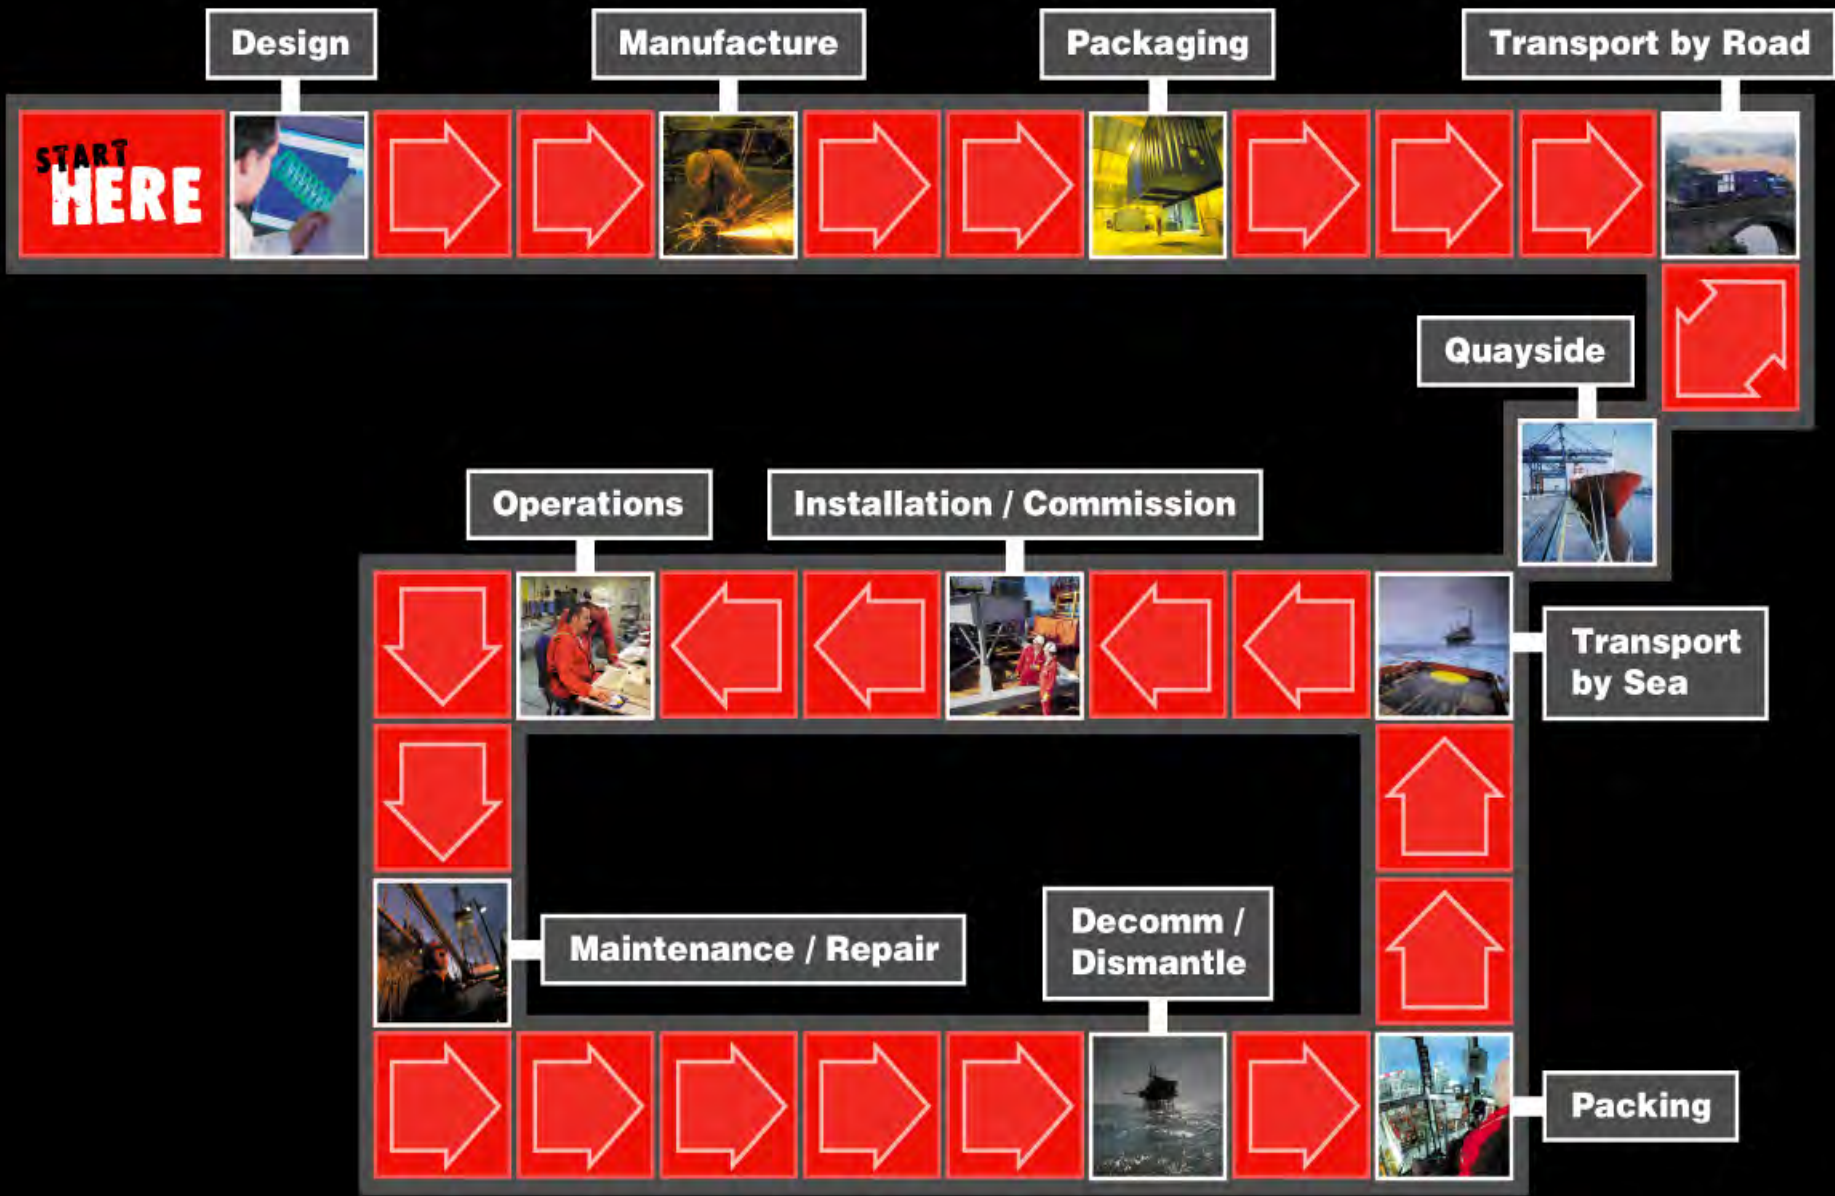 Design
Manufacture
Packaging
Transport by Road
START
HERE
Quayside
Operations
Installation / Commission
Transport
by Sea
Maintenance / Repair
Decomm /
Dismantle
Packing